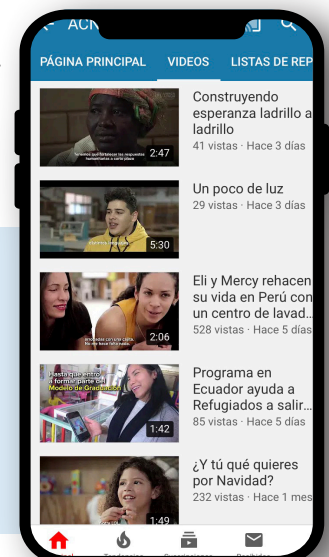 PÁGINA PRINCIPAL VIDEOS LISTAS DE REP
Construyendo
esperanza ladrillo a
ladrillo
41 vistas · Hace 3 días
2:47
Un poco de luz
29 vistas · Hace 3 días
5:30
Eli y Mercy rehacen
su vida en Perú con
un centro de lavad...
528 vistas · Hace 5 días
2:06
Hasta que entró
a formar parte del
Modelo de Graduación
Programa en
Ecuador ayuda a
Refugiados a salir...
85 vistas · Hace 5 días
1:42
¿Y tú qué quieres
por Navidad?
232 vistas · Hace 1 mes
1:49